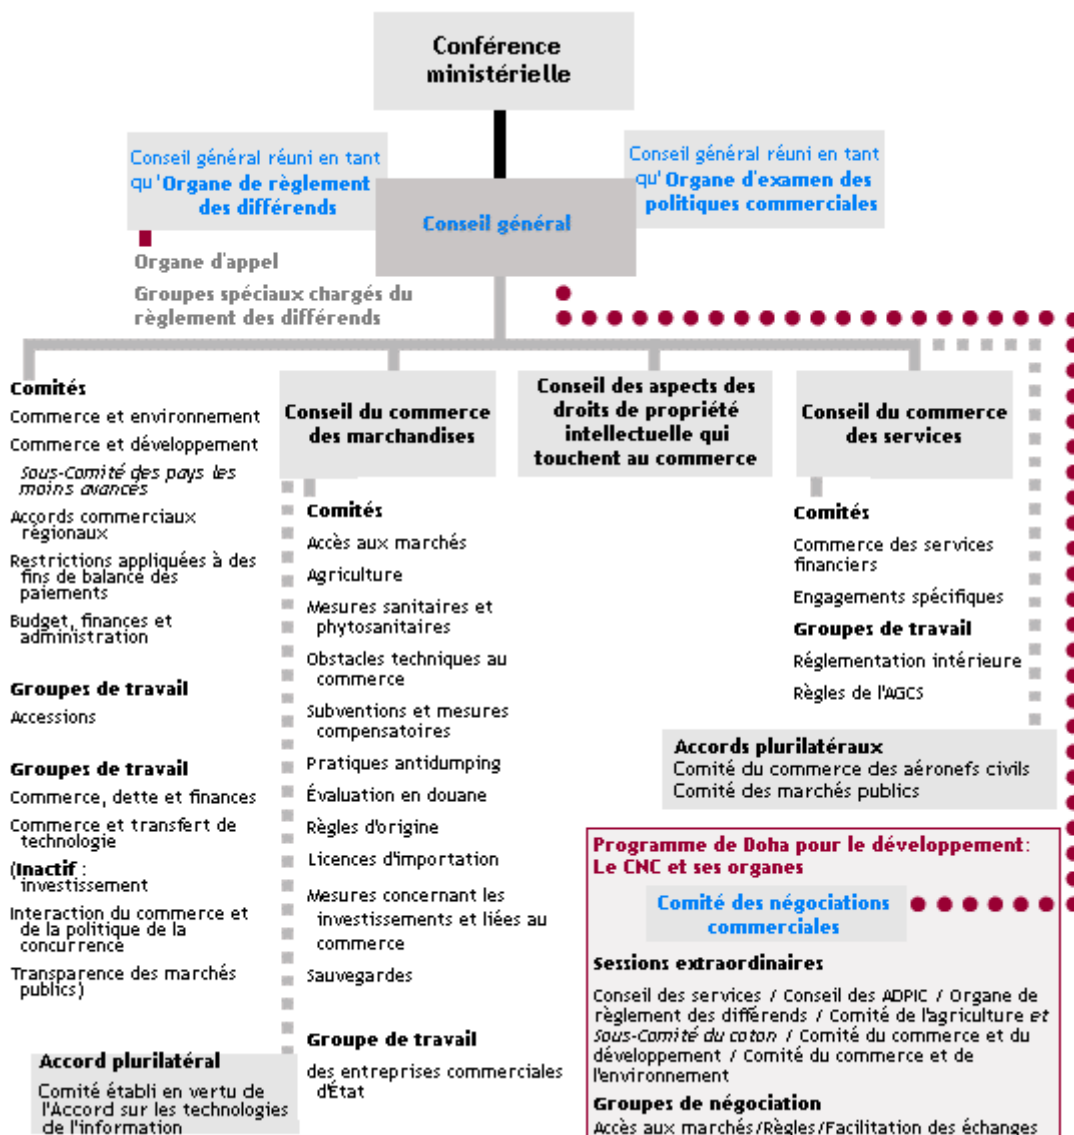 Conférence
ministérielle
Conseil général réuni en tant
qu'Organe de règlement
des différends
Conseil général réuni en tant
qu'Organe d'examen des
politiques commerciales
Conseil général
Organe d'appel
Groupes spéciaux chargés du
règlement des différends
Comités
Commerce et environnement
Commerce et développement
Sous-Comité des pays les
moins avancés
Accords commerciaux
régionaux
Restrictions appliquées à des
fins de balance des
paiements
Budget, finances et
administration
Groupes de travail
Accessions
Groupes de travail
Commerce, dette et finances
Commerce et transfert de
technologie
(Inactif :
investissement
Interaction du commerce et
de la politique de la
concurrence
Transparence des marchés
publics)
Accord plurilatéral
Comité établi en vertu de
l'Accord sur les technologies
de l'information
Conseil du commerce
des marchandises
Comités
Accès aux marchés
Agriculture
Mesures sanitaires et
phytosanitaires
Obstacles techniques au
commerce
Subventions et mesures
compensatoires
Pratiques antidumping
Évaluation en douane
Règles d'origine
Licences d'importation
Mesures concernant les
investissements et liées au
commerce
Sauvegardes
Groupe de travail
des entreprises commerciales
d'État
Conseil des aspects des
droits de propriété
intellectuelle qui
touchent au commerce
Conseil du commerce
des services
Comités
Commerce des services
financiers
Engagements spécifiques
Groupes de travail
Réglementation intérieure
Règles de l'AGCS
Accords plurilatéraux
Comité du commerce des aéronefs civils
Comité des marchés publics
Programme de Doha pour le développement:
Le CNC et ses organes
Comité des négociations
commerciales
Sessions extraordinaires
Conseil des services / Conseil des ADPIC / Organe de
règlement des différends / Comité de l'agriculture et
Sous-Comité du coton / Comité du commerce et du
développement / Comité du commerce et de
l'environnement
Groupes de négociation
Accès aux marchés/Règles/Facilitation des échanges